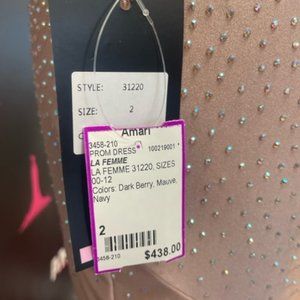 STYLE: 31220
SIZE: 2
Amari
3458-210
PROM DRESS 100219001
LA FEMME
LA FEMME 31220, SIZES
00-12
Colors: Dark Berry, Mauve,
Navy
2
3458-210
$438.00